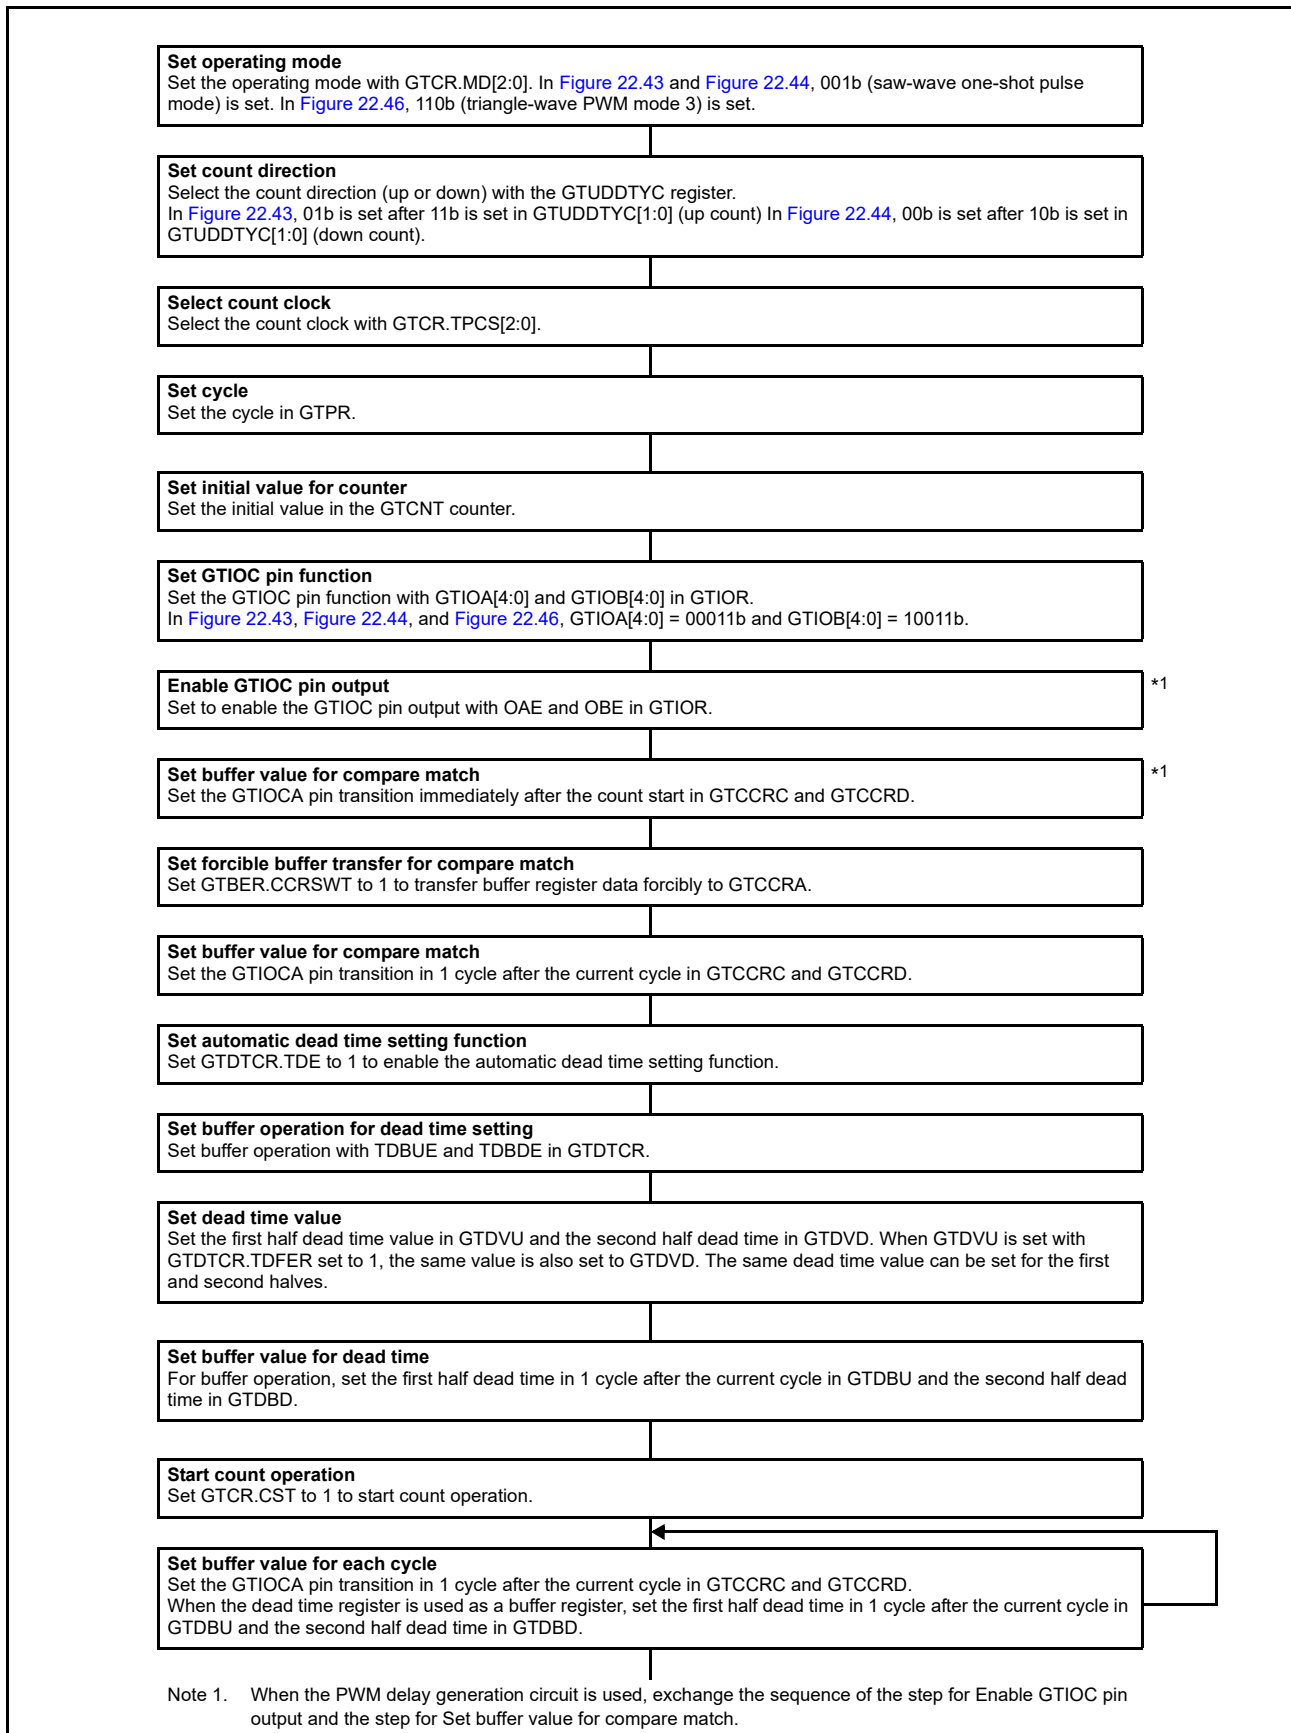 Set operating mode
Set the operating mode with GTCR.MD[2:0]. In Figure 22.43 and Figure 22.44, 001b (saw-wave one-shot pulse
mode) is set. In Figure 22.46, 110b (triangle-wave PWM mode 3) is set.
Set count direction
Select the count direction (up or down) with the GTUDDTYC register.
In Figure 22.43, 01b is set after 11b is set in GTUDDTYC[1:0] (up count) In Figure 22.44, 00b is set after 10b is set in
GTUDDTYC[1:0] (down count).
Select count clock
Select the count clock with GTCR.TPCS[2:0].
Set cycle
Set the cycle in GTPR.
Set initial value for counter
Set the initial value in the GTCNT counter.
Set GTIOC pin function
Set the GTIOC pin function with GTIOA[4:0] and GTIOB[4:0] in GTIOR.
In Figure 22.43, Figure 22.44, and Figure 22.46, GTIOA[4:0] = 00011b and GTIOB[4:0] = 10011b.
Enable GTIOC pin output
*1
Set to enable the GTIOC pin output with OAE and OBE in GTIOR.
Set buffer value for compare match
*1
Set the GTIOCA pin transition immediately after the count start in GTCCRC and GTCCRD.
Set forcible buffer transfer for compare match
Set GTBER.CCRSWT to 1 to transfer buffer register data forcibly to GTCCRA.
Set buffer value for compare match
Set the GTIOCA pin transition in 1 cycle after the current cycle in GTCCRC and GTCCRD.
Set automatic dead time setting function
Set GTDTCR.TDE to 1 to enable the automatic dead time setting function.
Set buffer operation for dead time setting
Set buffer operation with TDBUE and TDBDE in GTDTCR.
Set dead time value
Set the first half dead time value in GTDVU and the second half dead time in GTDVD. When GTDVU is set with
GTDTCR.TDFER set to 1, the same value is also set to GTDVD. The same dead time value can be set for the first
and second halves.
Set buffer value for dead time
For buffer operation, set the first half dead time in 1 cycle after the current cycle in GTDBU and the second half dead
time in GTDBD.
Start count operation
Set GTCR.CST to 1 to start count operation.
Set buffer value for each cycle
Set the GTIOCA pin transition in 1 cycle after the current cycle in GTCCRC and GTCCRD.
When the dead time register is used as a buffer register, set the first half dead time in 1 cycle after the current cycle in
GTDBU and the second half dead time in GTDBD.
Note 1. When the PWM delay generation circuit is used, exchange the sequence of the step for Enable GTIOC pin
output and the step for Set buffer value for compare match.